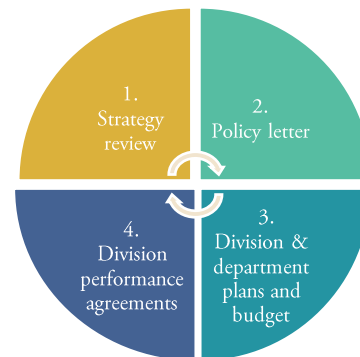 1.
Strategy
review
2.
Policy letter
3.
Division &
department
plans and
budget
4.
Division
performance
agreements